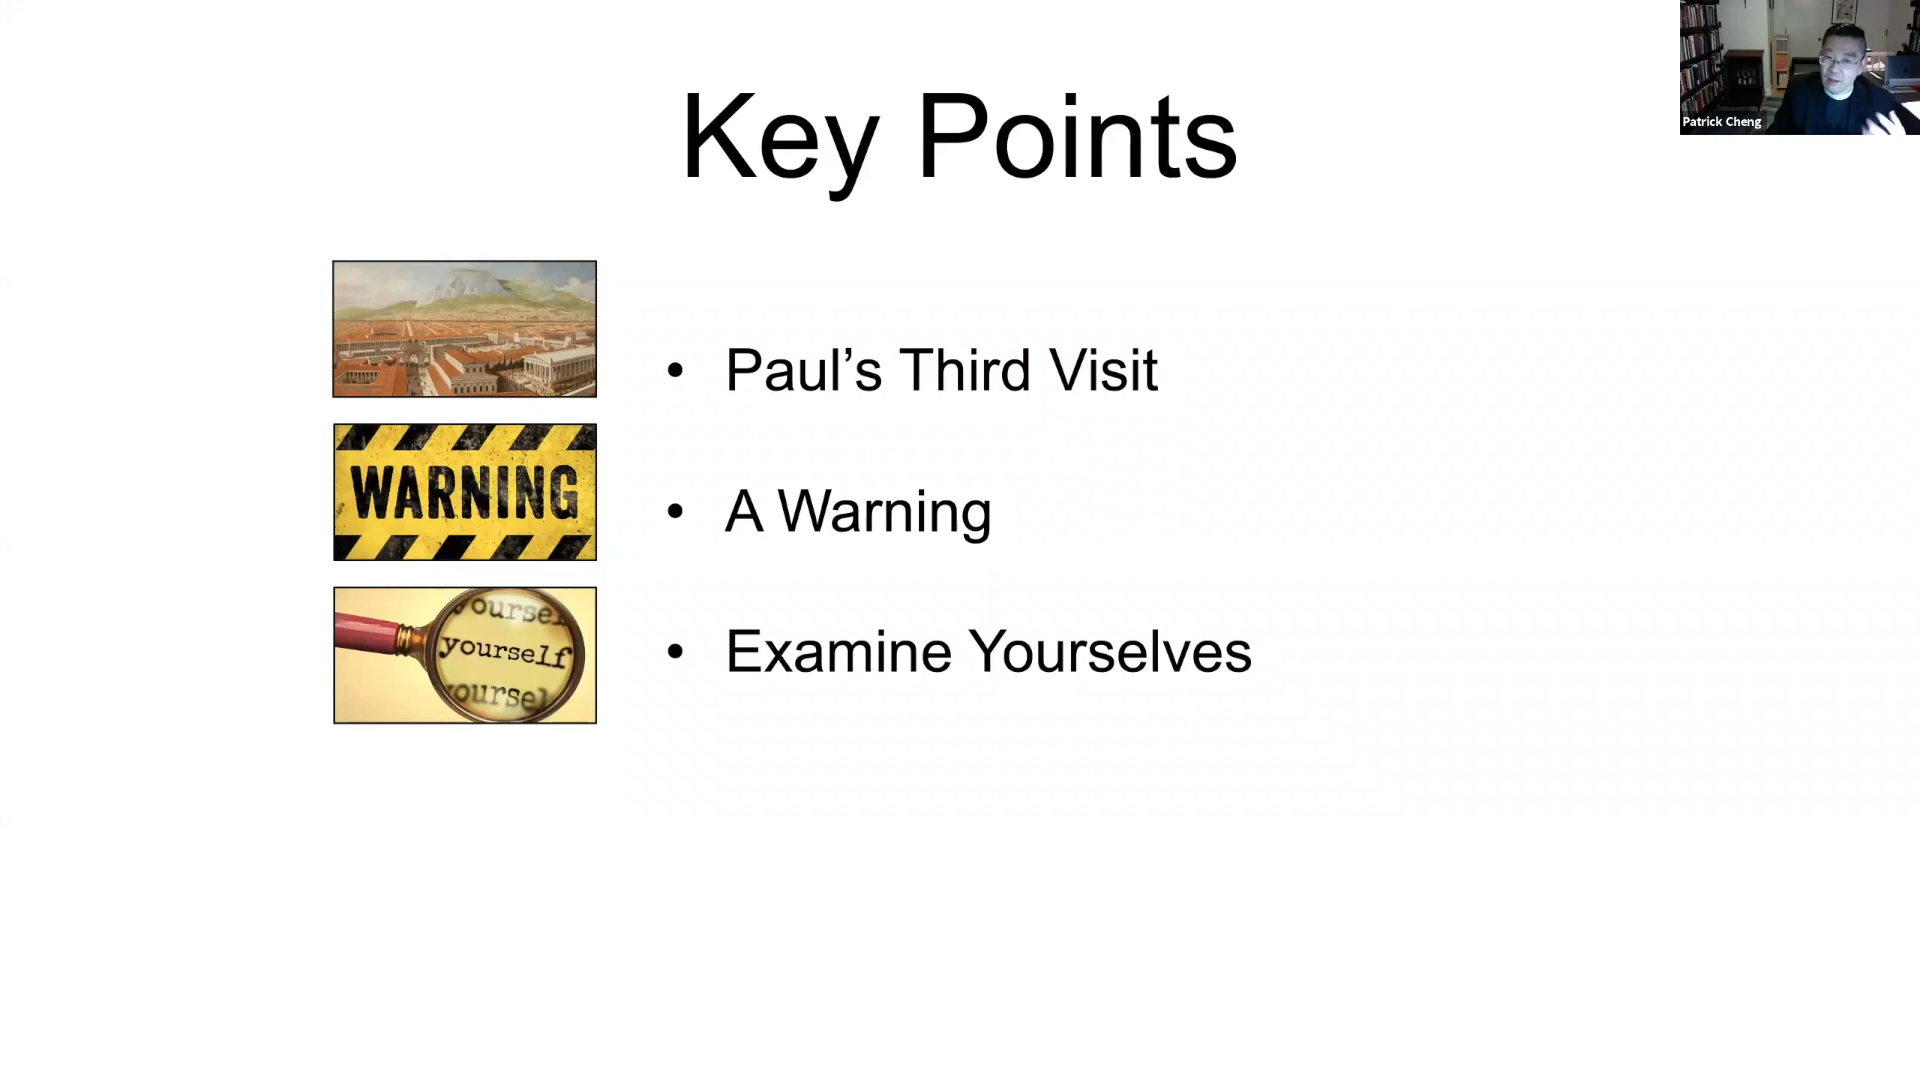 Key Points
Patrick Cheng
• Paul’s Third Visit
WARNING
• A Warning
yourself
• Examine Yourselves